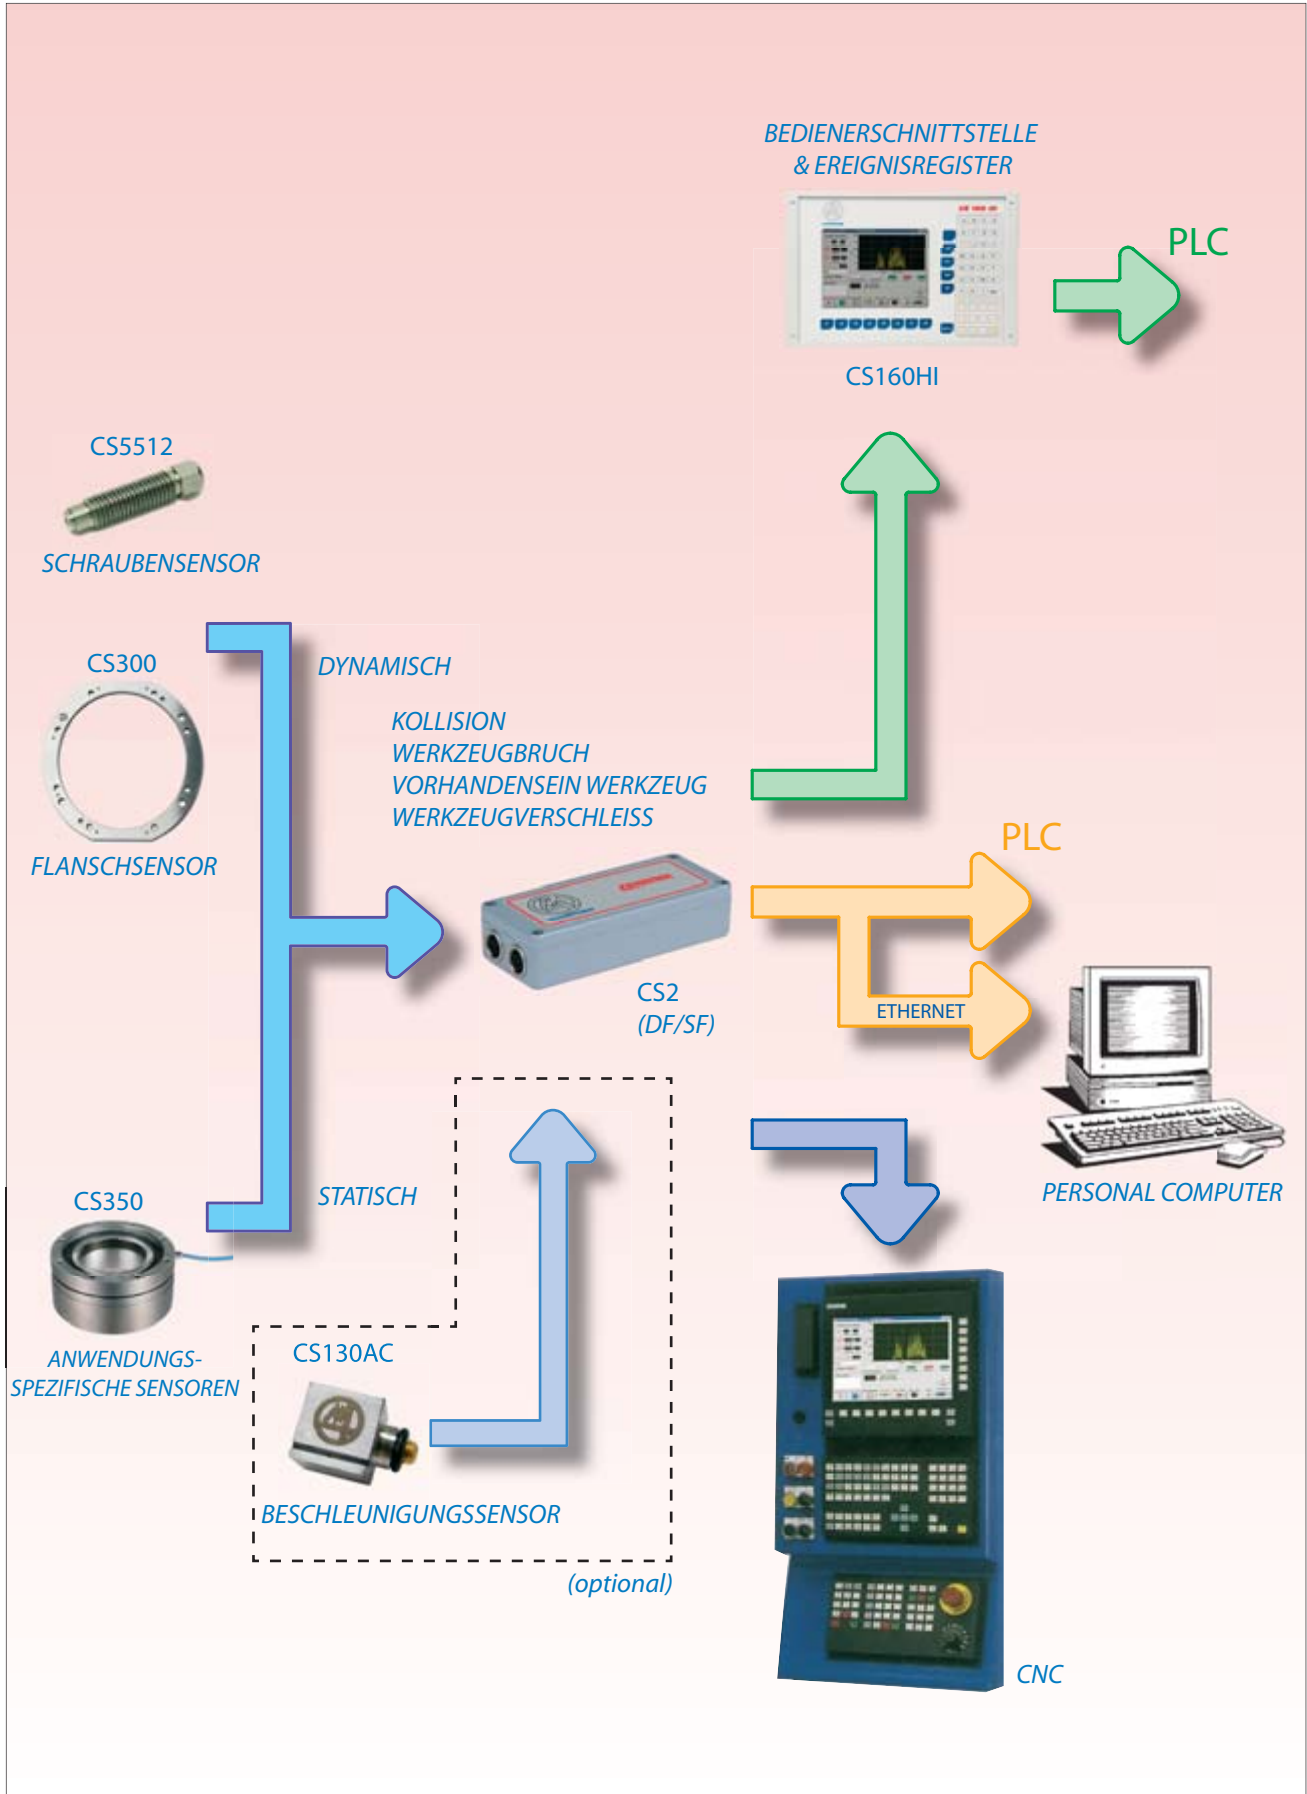 BEDIENERSCHNITTSTELLE
& EREIGNISREGISTER
PLC
CS160HI
CS5512
SCHRAUBENSENSOR
CS300
DYNAMISCH
KOLLISION
WERKZEUGBRUCH
VORHANDENSEIN WERKZEUG
WERKZEUGVERSCHLEISS
FLANSCHSENSOR
PLC
CS2
(DF/SF)
ETHERNET
PERSONAL COMPUTER
CS350
STATISCH
ANWENDUNGS-
SPEZIFISCHE SENSOREN
CS130AC
BESCHLEUNIGUNGSSENSOR
(optional)
CNC